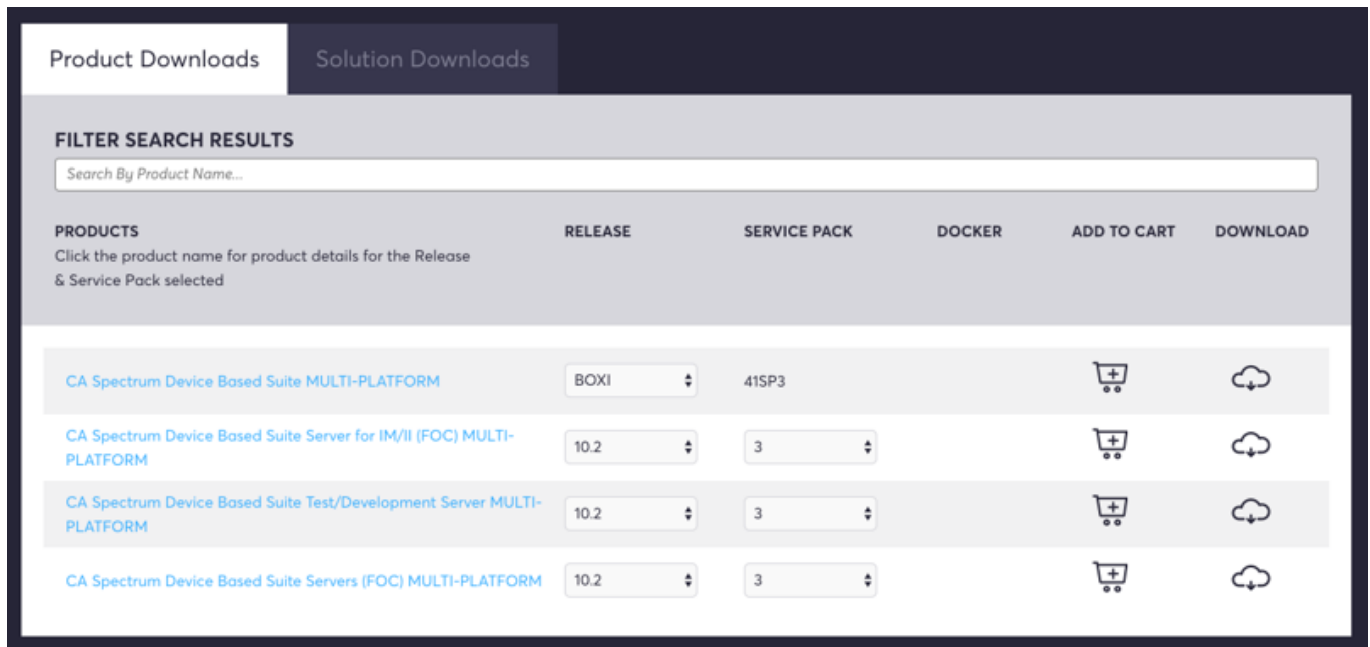 Product Downloads
Solution Downloads
FILTER SEARCH RESULTS
Search By Product Name...
PRODUCTS
RELEASE
SERVICE PACK
DOCKER
ADD TO CART
DOWNLOAD
Click the product name for product details for the Release
& Service Pack selected
CA Spectrum Device Based Suite MULTI-PLATFORM
BOXI
41SP3
CA Spectrum Device Based Suite Server for IM/II (FOC) MULTI-
PLATFORM
10.2
3
CA Spectrum Device Based Suite Test/Development Server MULTI-
PLATFORM
10.2
3
CA Spectrum Device Based Suite Servers (FOC) MULTI-PLATFORM
10.2
3